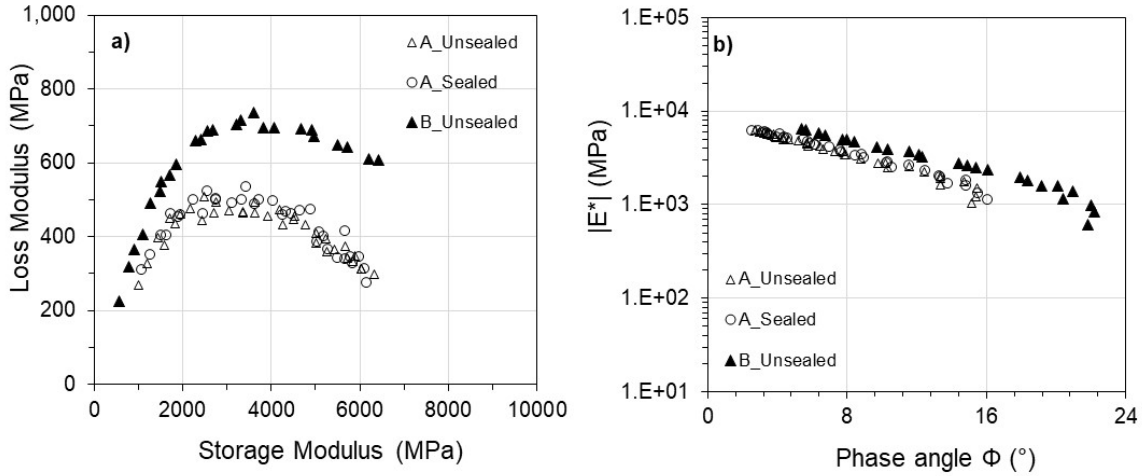 a)
A_Unsealed
A_Sealed
B_Unsealed
1,000
800
600
400
200
0
0 2000 4000 6000 8000 10000
Loss Modulus (MPa)
Storage Modulus (MPa)
b)
1.E+05
1.E+04
1.E+03
1.E+02
1.E+01
A_Unsealed
A_Sealed
B_Unsealed
0 8 16 24
|E*| (MPa)
Phase angle Φ (°)